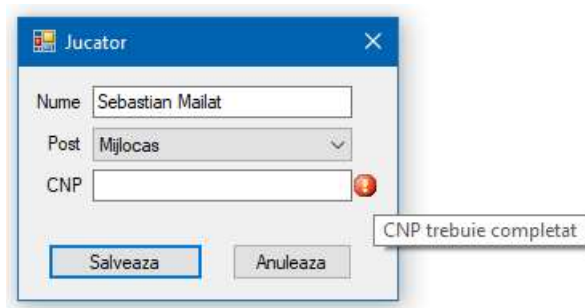 Jucator
Nume Sebastian Mailat
Post Mijlocas
CNP
CNP trebuie completat
Salveaza Anuleaza